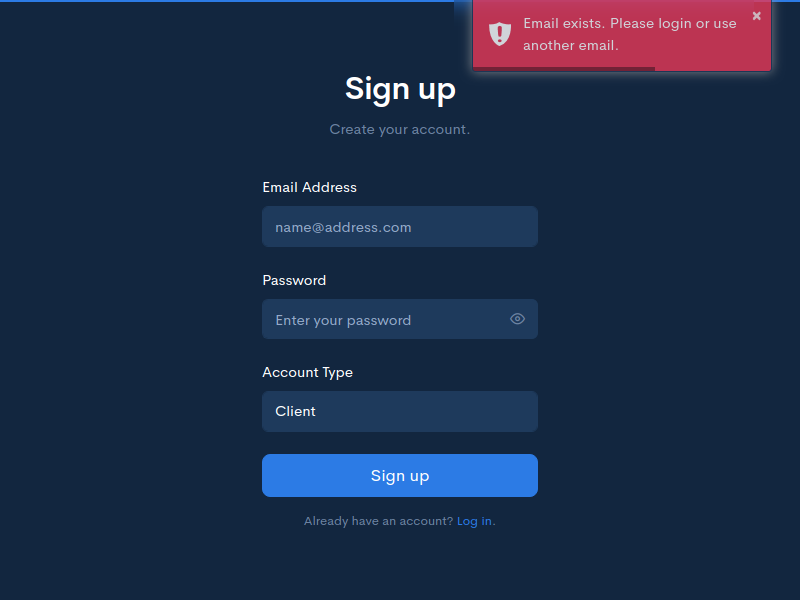 Email exists. Please login or use
another email.
×
Sign up
Create your account.
Email Address
name@address.com
Password
Enter your password
Account Type
Client
Sign up
Already have an account? Log in.